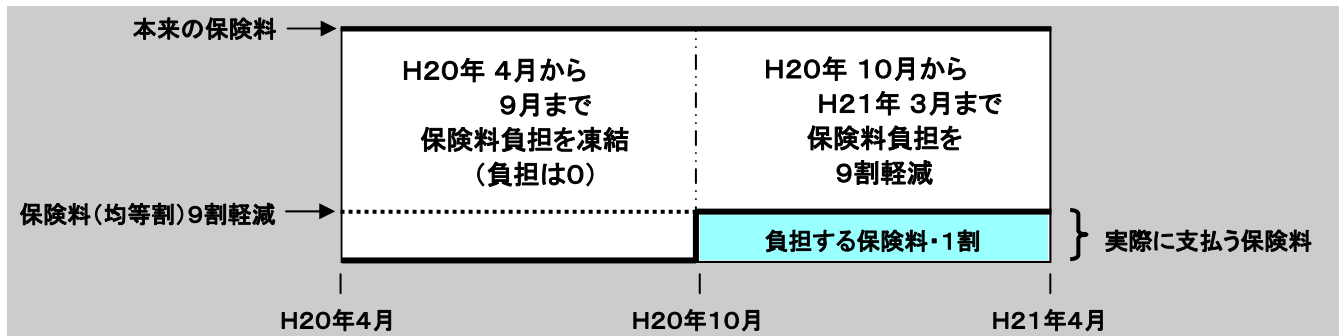 本来の保険料
H20年 4月から
9月まで
保険料負担を凍結
(負担は0)
H20年 10月から
H21年 3月まで
保険料負担を
9割軽減
保険料(均等割)9割軽減
負担する保険料・1割
実際に支払う保険料
H20年4月
H20年10月
H21年4月